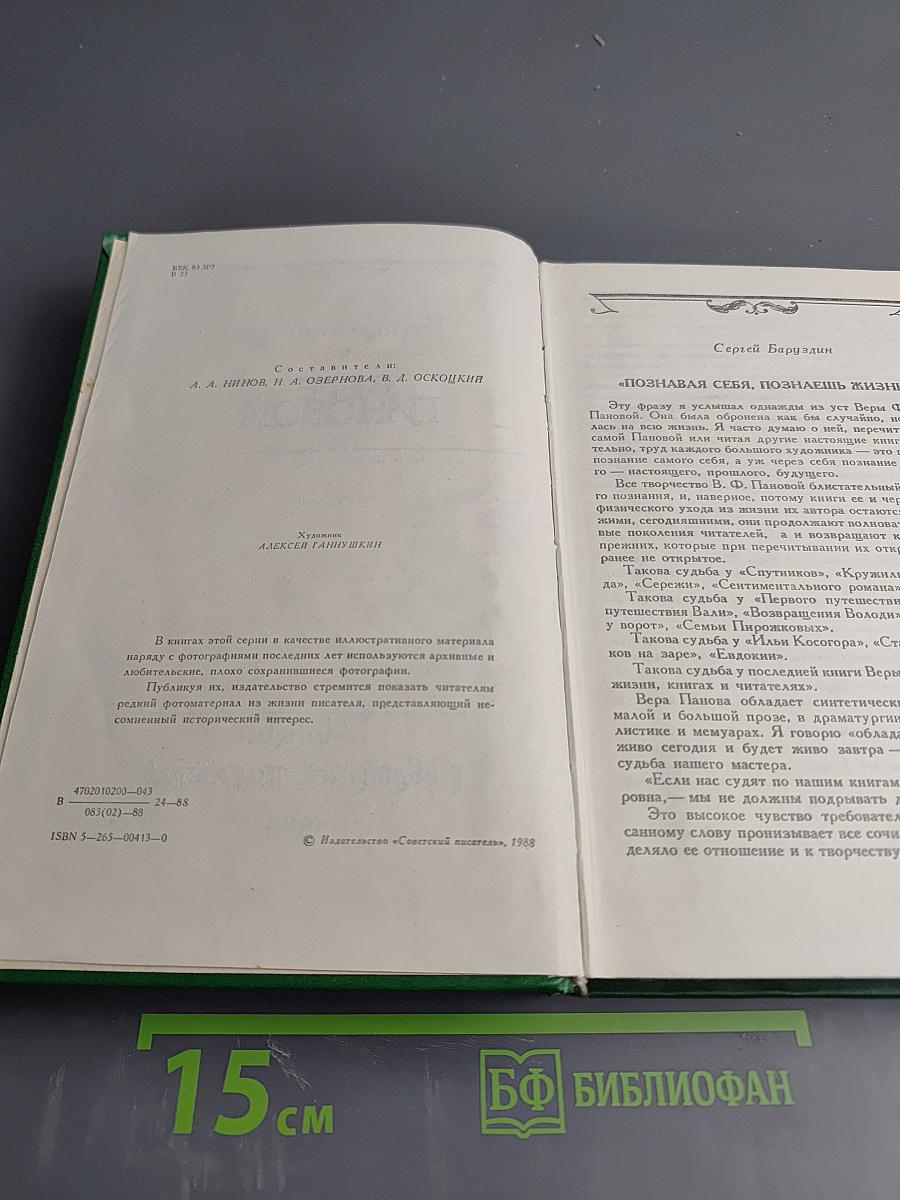 ББК 83 3Р7
В 27
Составители:
А. А. НИНОВ, Н. А. ОЗЕРНОВА, В. Д. ОСКОЦКИЙ
Художник
АЛЕКСЕЙ ГАННУШКИН
В книгах этой серии в качестве иллюстративного материала
наряду с фотографиями последних лет используются архивные и
любительские, плохо сохранившиеся фотографии.
Публикуя их, издательство стремится показать читателям
редкий фотоматериал из жизни писателя, представляющий не-
сомненный исторический интерес.
В 4702010200—043
083(02)—88 24—88
ISBN 5—265—00413—0
© Издательство «Советский писатель», 1988
Сергей Баруздин
«ПОЗНАВАЯ СЕБЯ, ПОЗНАЕШЬ ЖИЗНЬ
Эту фразу я услышал однажды из уст Веры Ф
Пановой. Она была обронена как бы случайно, но
лась на всю жизнь. Я часто думаю о ней, перечит
самой Пановой или читая другие настоящие книг
тельно, труд каждого большого художника — это п
познание самого себя, а уж через себя познание
го — настоящего, прошлого, будущего.
Все творчество В. Ф. Пановой блистательный
го познания, и, наверное, потому книги ее и чер
физического ухода из жизни их автора остаются
жими, сегодняшними, они продолжают волноват
вые поколения читателей, а и возвращают к
прежних, которые при перечитывании их откр
ранее не открытое.
Такова судьба у «Спутников», «Кружил
да», «Сережи», «Сентиментального романа»
Такова судьба у «Первого путешестви
путешествия Вали», «Возвращения Володи»
у ворот», «Семьи Пирожковых».
Такова судьба у «Ильи Косогора», «Ста
ков на заре», «Евдокии».
Такова судьба у последней книги Веры
жизни, книгах и читателях».
Вера Панова обладает синтетически
малой и большой прозе, в драматургии
листике и мемуарах. Я говорю «облада
живо сегодня и будет живо завтра —
судьба нашего мастера.
«Если нас судят по нашим книгам
ровна,— мы не должны подрывать д
Это высокое чувство требовател
санному слову пронизывает все сочи
деляло ее отношение и к творчеству
15 см
БФ БИБЛИОФАН